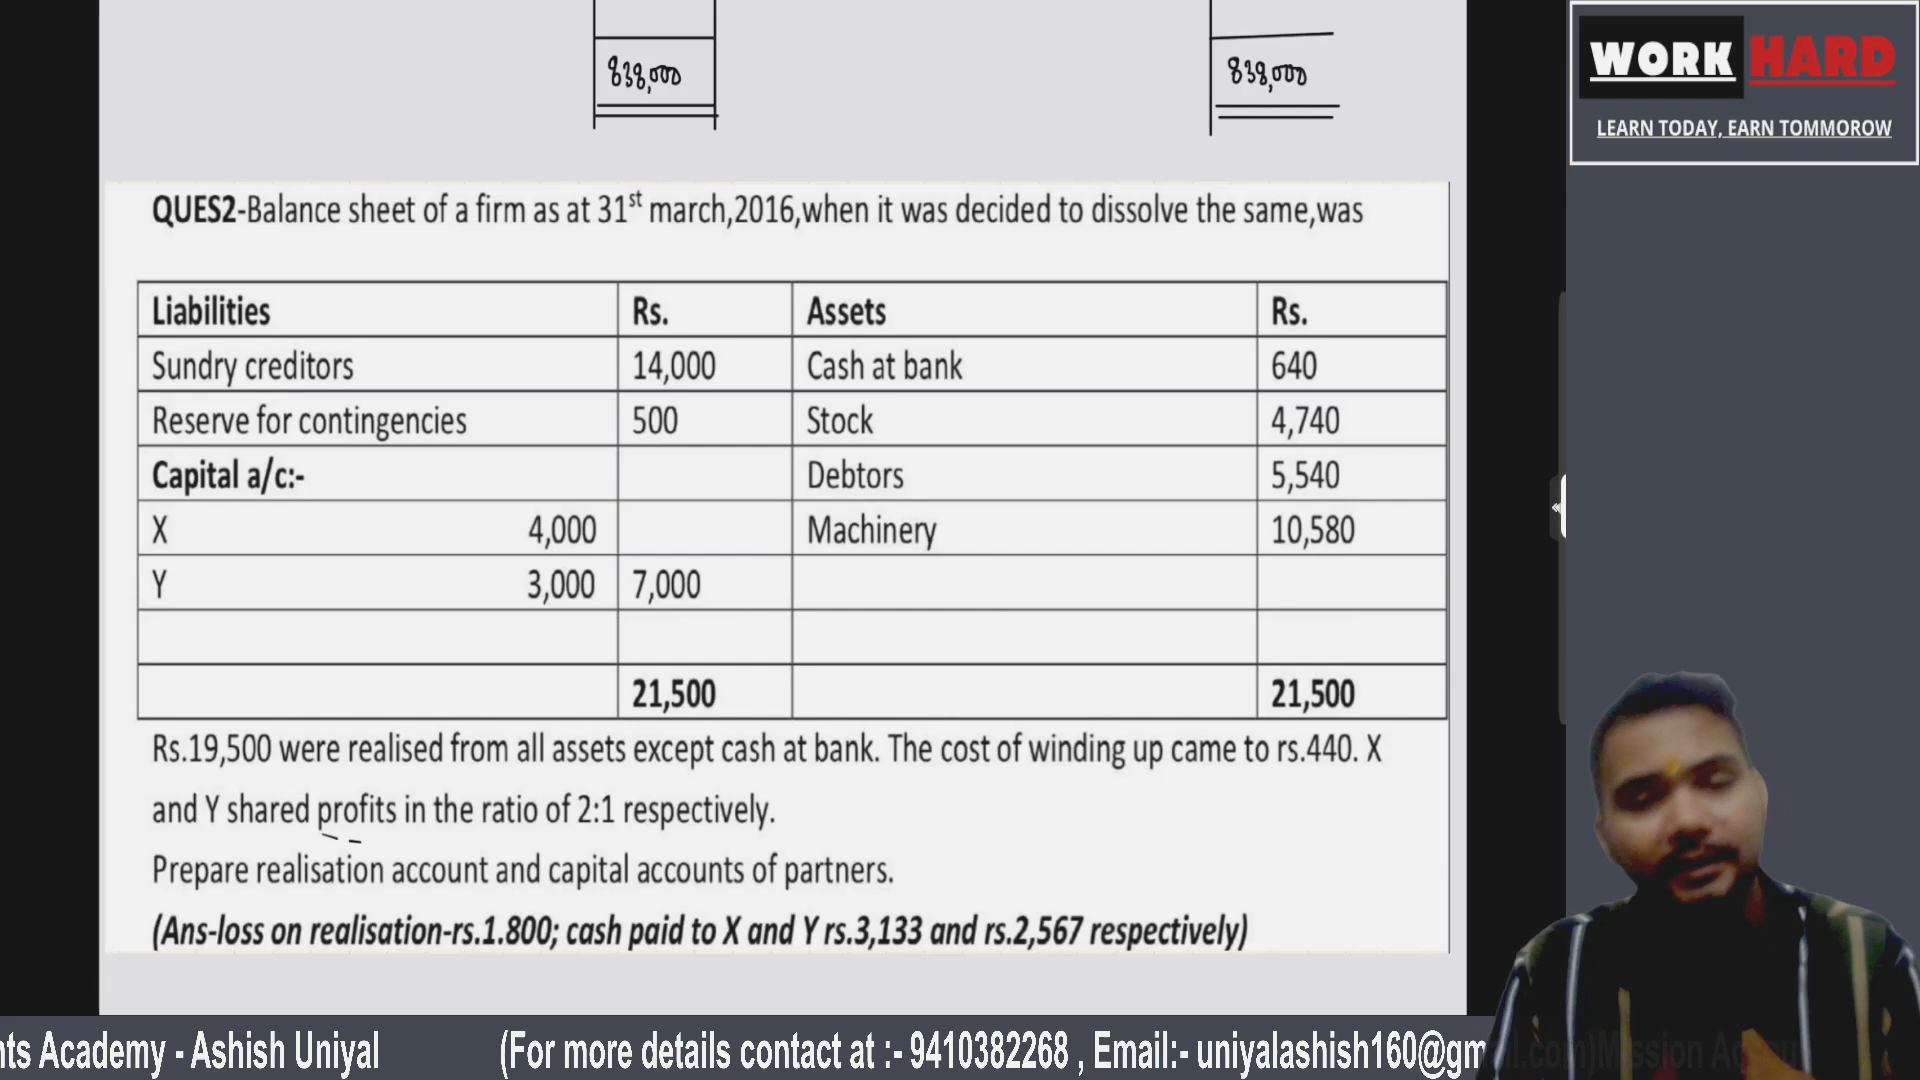 838,000 838,000
WORK HARD
LEARN TODAY, EARN TOMMOROW
QUES2-Balance sheet of a firm as at 31st march,2016,when it was decided to dissolve the same,was
Liabilities Rs. Assets Rs.
Sundry creditors 14,000 Cash at bank 640
Reserve for contingencies 500 Stock 4,740
Capital a/c:- Debtors 5,540
X 4,000 Machinery 10,580
Y 3,000 7,000
21,500 21,500
Rs.19,500 were realised from all assets except cash at bank. The cost of winding up came to rs.440. X
and Y shared profits in the ratio of 2:1 respectively.
Prepare realisation account and capital accounts of partners.
(Ans-loss on realisation-rs.1.800; cash paid to X and Y rs.3,133 and rs.2,567 respectively)
nts Academy - Ashish Uniyal (For more details contact at :- 9410382268 , Email:- uniyalashish160@gmail.com)Mission Accou